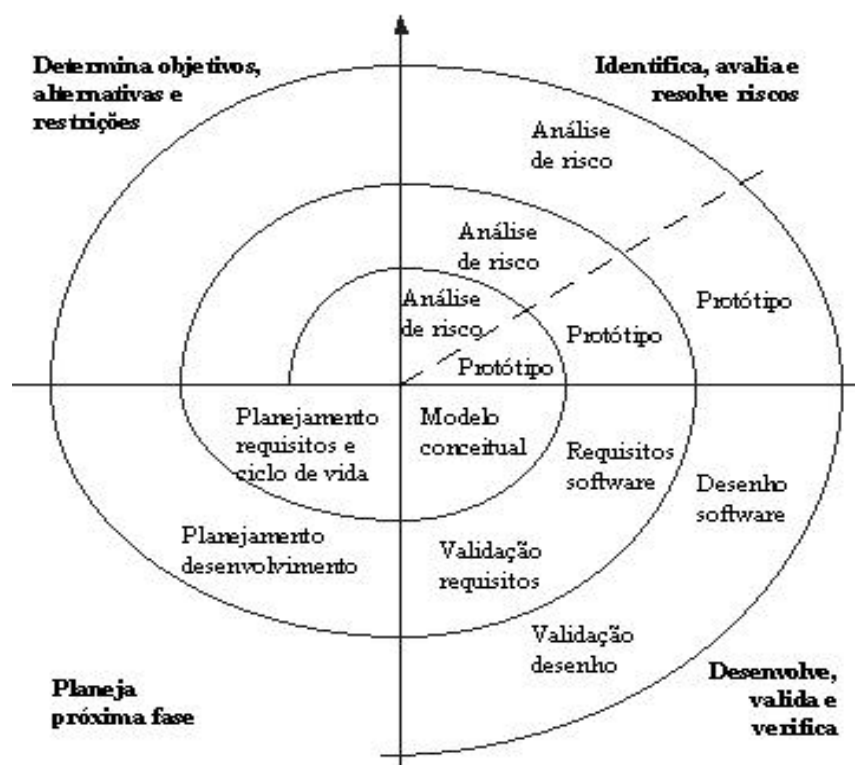 Determina objetivos,
alternativas e
restrições
Identifica, avalia e
resolve riscos
Análise
de risco
Análise
de risco
Análise
de risco
Protótipo
Protótipo
Protótipo
Planejamento
requisitos e
ciclo de vida
Modelo
conceitual
Requisitos
software
Desenho
software
Planejamento
desenvolvimento
Validação
requisitos
Validação
desenho
Planeja
próxima fase
Desenvolve,
valida e
verifica